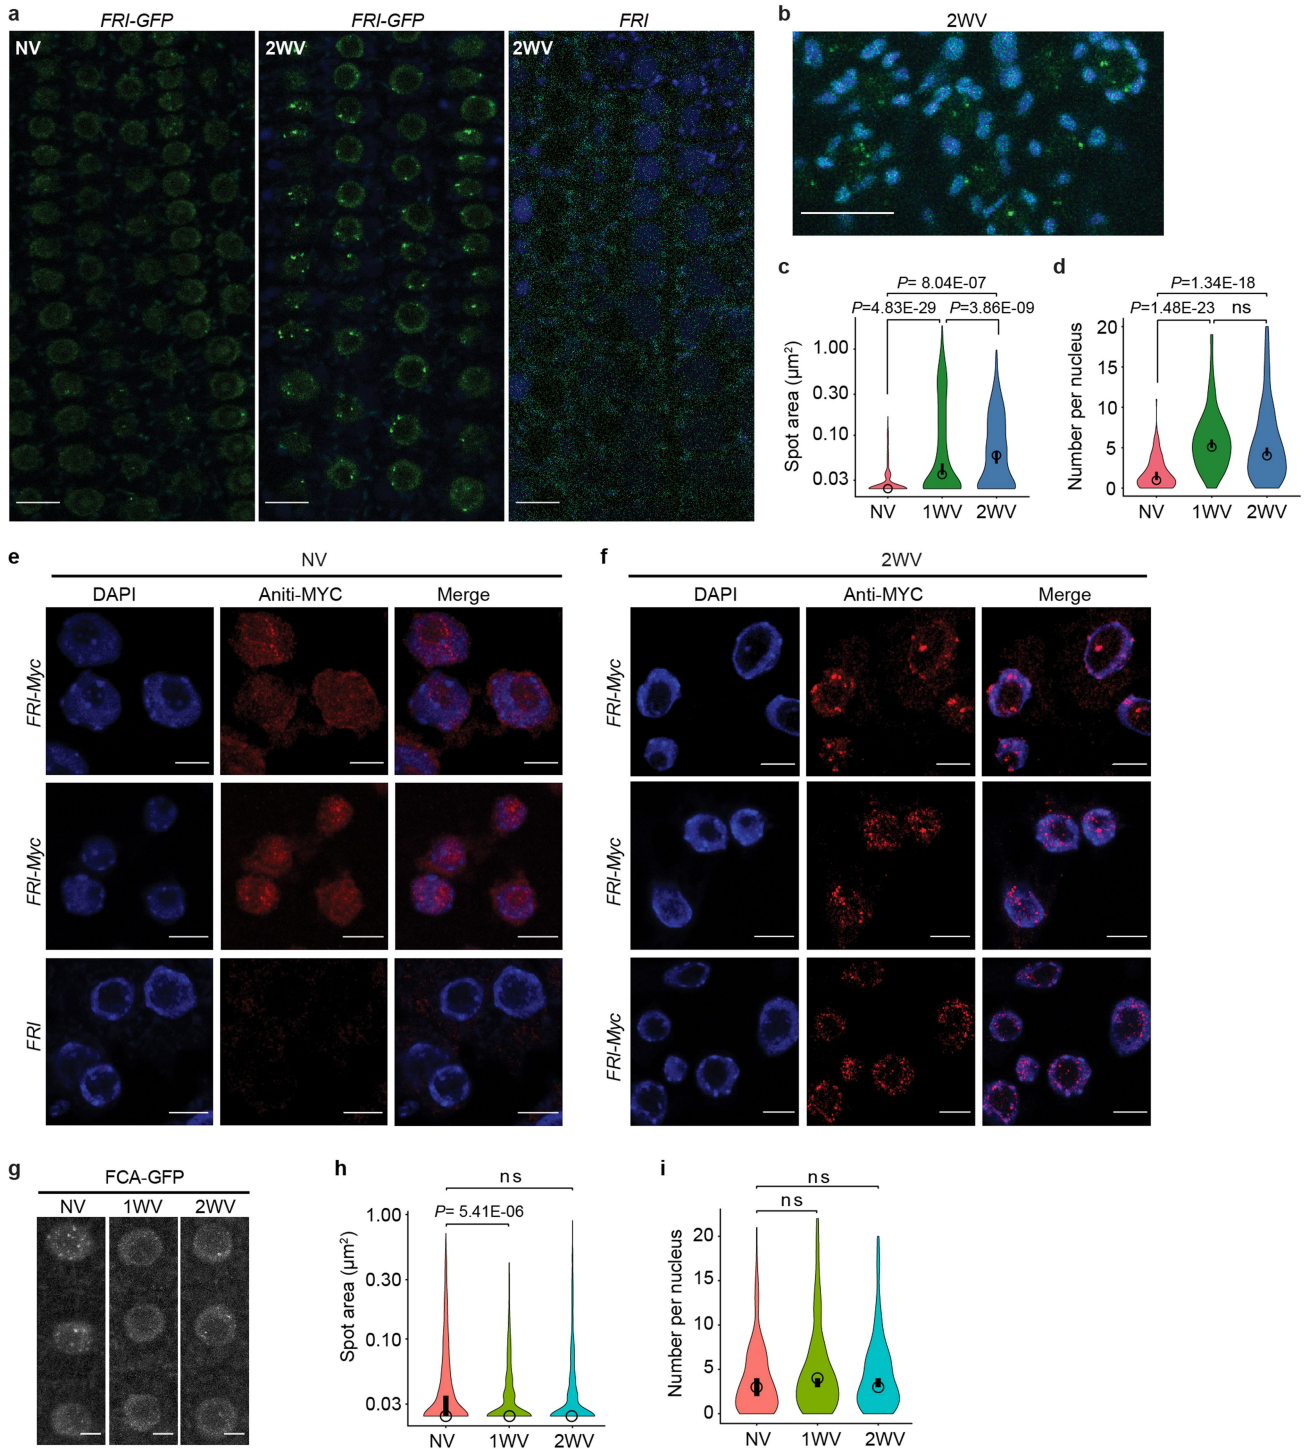 a
FRI-GFP
FRI-GFP
FRI
NV
2WV
2WV
b
2WV
c
P= 8.04E-07
P=4.83E-29
P=3.86E-09
Spot area (µm²)
1.00
0.30
0.10
0.03
NV
1WV
2WV
d
P=1.34E-18
P=1.48E-23
ns
Number per nucleus
20
15
10
5
0
NV
1WV
2WV
e
NV
DAPI
Aniti-MYC
Merge
FRI-Myc
FRI-Myc
FRI
f
2WV
DAPI
Anti-MYC
Merge
FRI-Myc
FRI-Myc
FRI-Myc
g
FCA-GFP
NV
1WV
2WV
h
ns
P= 5.41E-06
Spot area (µm²)
1.00
0.30
0.10
0.03
NV
1WV
2WV
i
ns
ns
Number per nucleus
20
15
10
5
0
NV
1WV
2WV